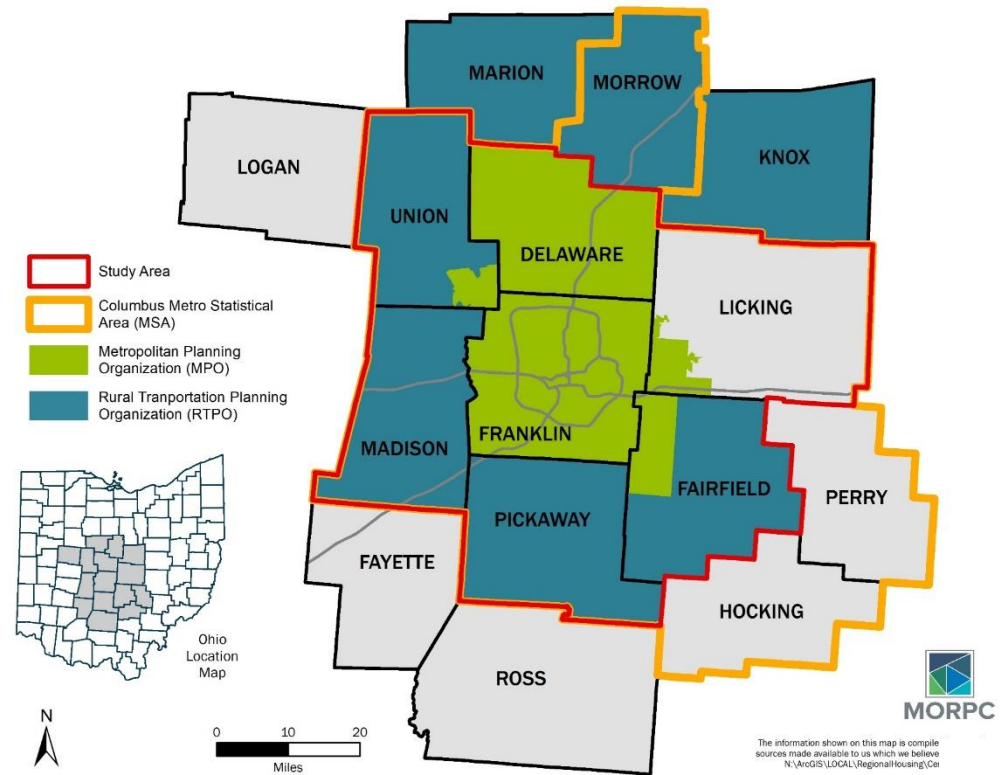 MARION
MORROW
LOGAN
KNOX
UNION
DELAWARE
LICKING
Study Area
Columbus Metro Statistical
Area (MSA)
Metropolitan Planning
Organization (MPO)
Rural Tranportation Planning
Organization (RTPO)
FRANKLIN
MADISON
FAIRFIELD
PERRY
PICKAWAY
FAYETTE
HOCKING
ROSS
Ohio
Location
Map
N
0 10 20
Miles
MORPC
The information shown on this map is compile
sources made available to us which we believe
N:\ArcGIS\LOCAL\RegionalHousing\Cei